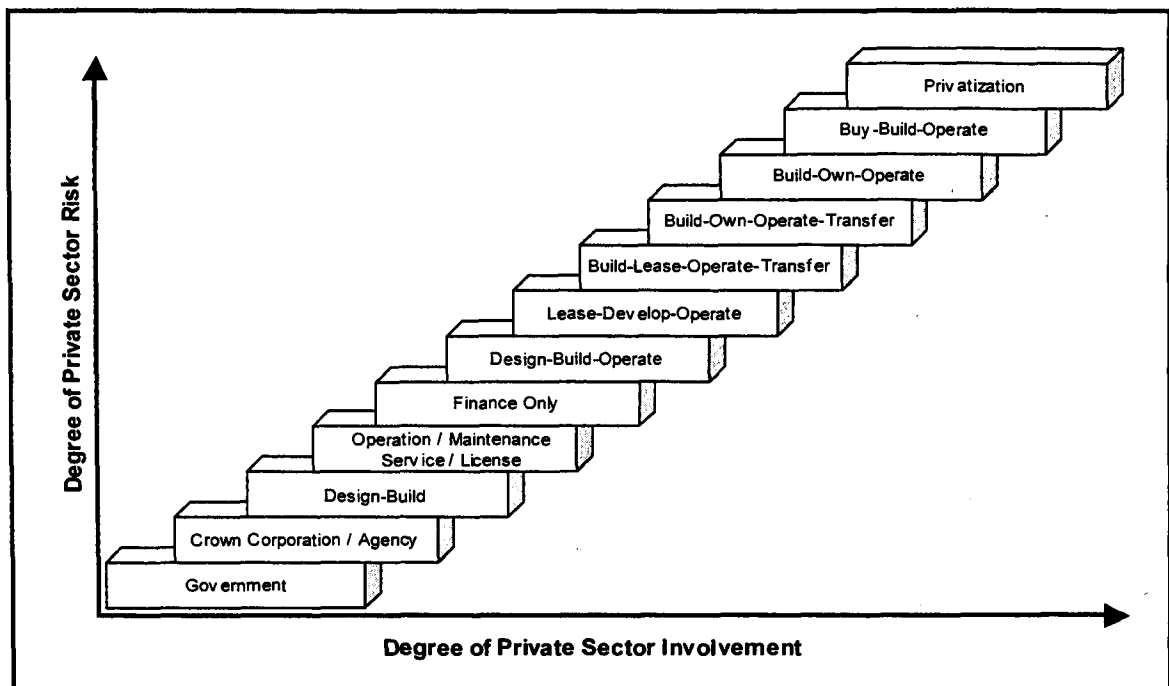 Degree of Private Sector Risk
Privatization
Buy-Build-Operate
Build-Own-Operate
Build-Own-Operate-Transfer
Build-Lease-Operate-Transfer
Lease-Develop-Operate
Design-Build-Operate
Finance Only
Operation / Maintenance
Service / License
Design-Build
Crown Corporation / Agency
Government
Degree of Private Sector Involvement